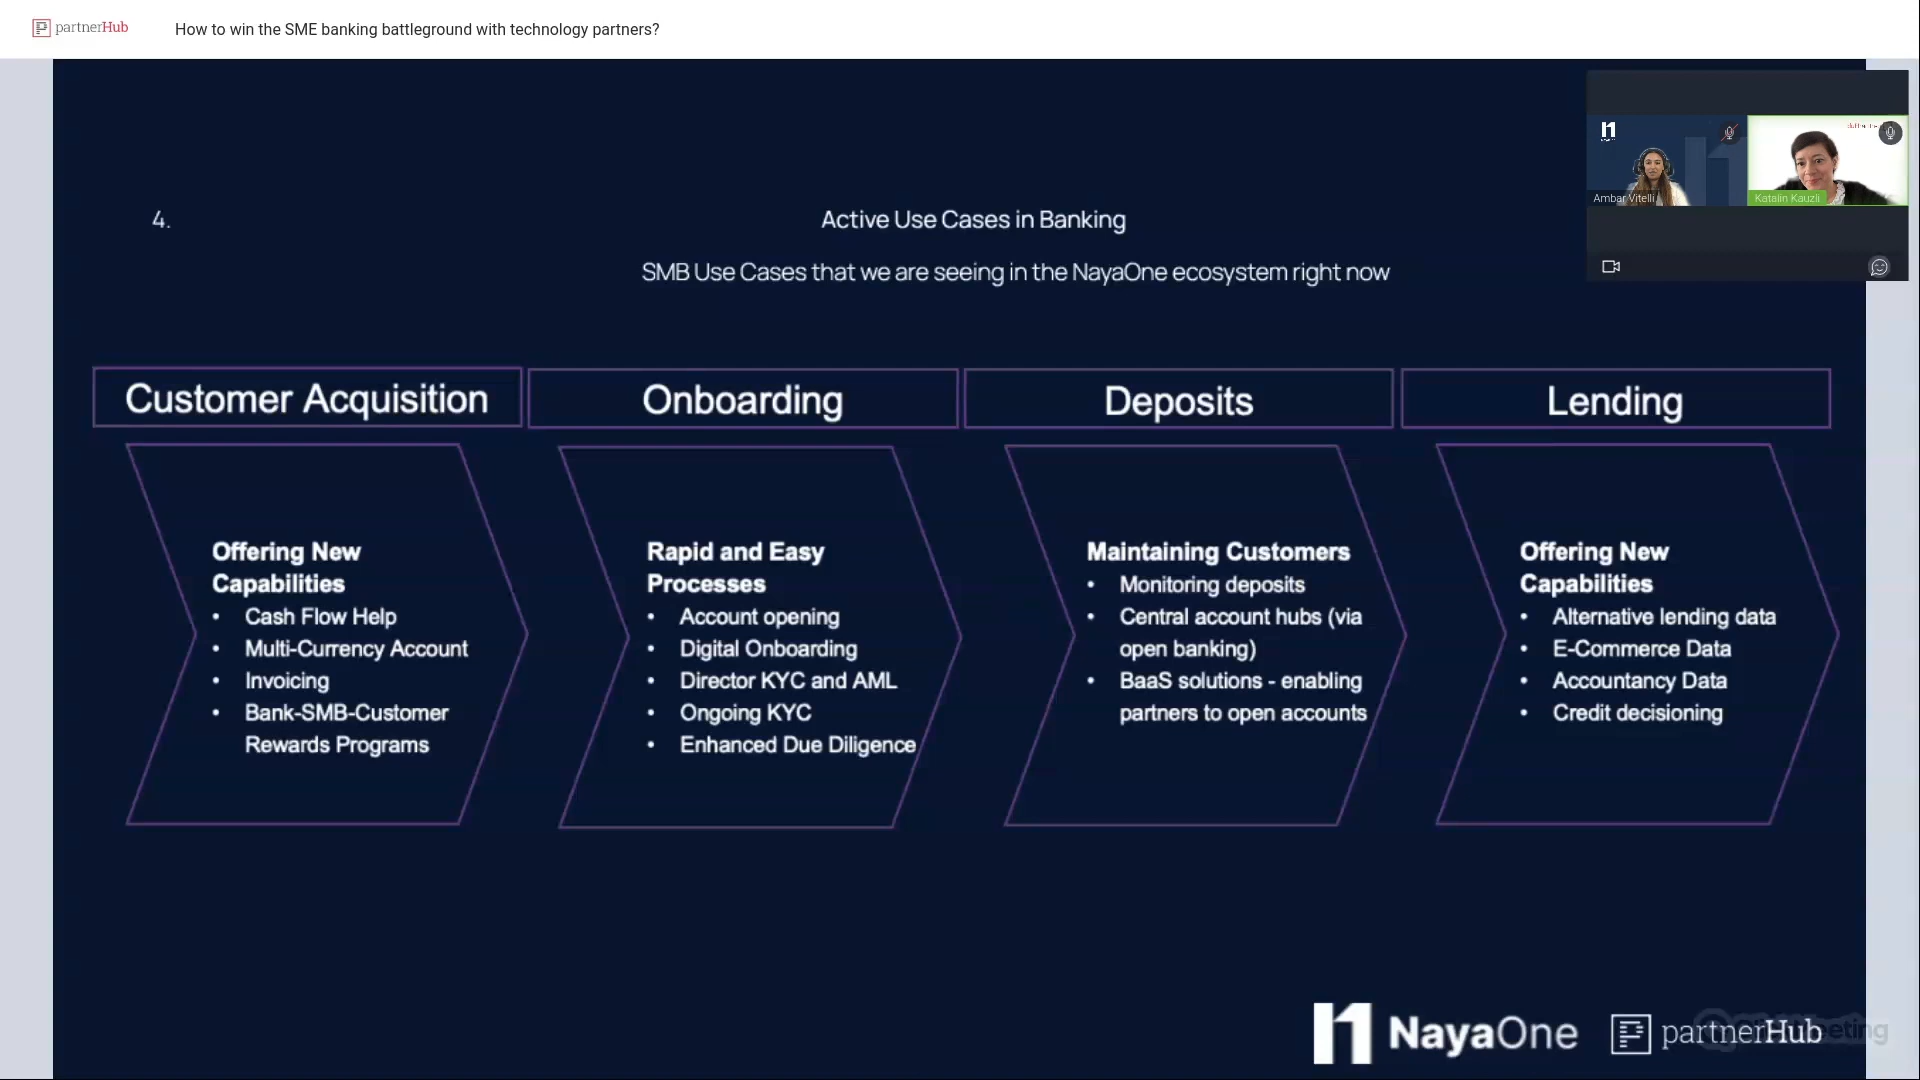 partnerHub
How to win the SME banking battleground with technology partners?
Ambar Vitelli
Katalin Kauzli
4.
Active Use Cases in Banking
SMB Use Cases that we are seeing in the NayaOne ecosystem right now
Customer Acquisition
Offering New
Capabilities
• Cash Flow Help
• Multi-Currency Account
• Invoicing
• Bank-SMB-Customer
Rewards Programs
Onboarding
Rapid and Easy
Processes
• Account opening
• Digital Onboarding
• Director KYC and AML
• Ongoing KYC
• Enhanced Due Diligence
Deposits
Maintaining Customers
• Monitoring deposits
• Central account hubs (via
open banking)
• BaaS solutions - enabling
partners to open accounts
Lending
Offering New
Capabilities
• Alternative lending data
• E-Commerce Data
• Accountancy Data
• Credit decisioning
NayaOne
partnerHub